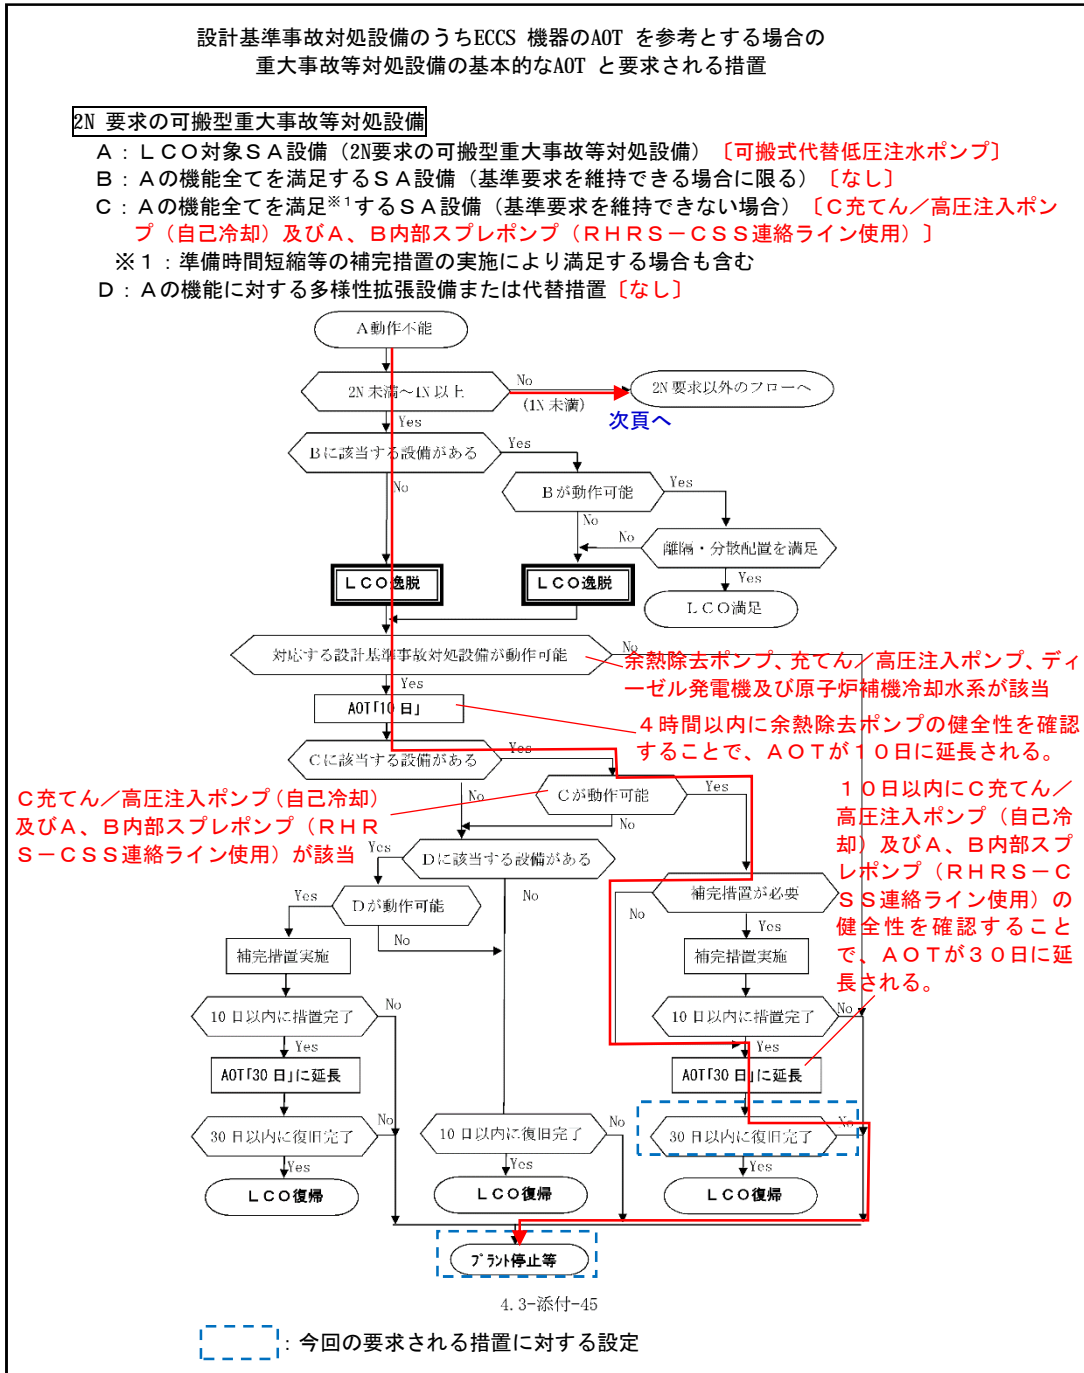 設計基準事故対処設備のうちECCS 機器のAOT を参考とする場合の
重大事故等対処設備の基本的なAOT と要求される措置
2N 要求の可搬型重大事故等対処設備
A：LCO対象SA設備（2N要求の可搬型重大事故等対処設備）〔可搬式代替低圧注水ポンプ〕
B：Aの機能全てを満足するSA設備（基準要求を維持できる場合に限る）〔なし〕
C：Aの機能全てを満足※1するSA設備（基準要求を維持できない場合）〔C充てん／高圧注入ポン
プ（自己冷却）及びA、B内部スプレポンプ（RHRS－CSS連絡ライン使用）〕
※１：準備時間短縮等の補完措置の実施により満足する場合も含む
D：Aの機能に対する多様性拡張設備または代替措置〔なし〕
A動作不能
2N 未満～1N 以上
No
(1N 未満)
2N 要求以外のフローへ
次頁へ
Yes
Bに該当する設備がある
Yes
No
Bが動作可能
Yes
No
No
離隔・分散配置を満足
Yes
LCO逸脱
LCO逸脱
LCO満足
対応する設計基準事故対処設備が動作可能
No
余熱除去ポンプ、充てん／高圧注入ポンプ、ディ
ーゼル発電機及び原子炉補機冷却水系が該当
Yes
AOT「10 日」
４時間以内に余熱除去ポンプの健全性を確認
することで、AOTが１０日に延長される。
Cに該当する設備がある
Yes
No
Cが動作可能
Yes
No
C充てん／高圧注入ポンプ（自己冷却）
及びA、B内部スプレポンプ（RHR
S－CSS連絡ライン使用）が該当
１０日以内にC充てん／
高圧注入ポンプ（自己冷
却）及びA、B内部スプ
レポンプ（RHRS－C
SS連絡ライン使用）の
健全性を確認すること
で、AOTが３０日に延
長される。
Dに該当する設備がある
Yes
No
Dが動作可能
Yes
No
補完措置が必要
No
Yes
補完措置実施
補完措置実施
10 日以内に措置完了
No
Yes
10 日以内に措置完了
No
Yes
AOT「30 日」に延長
AOT「30 日」に延長
30 日以内に復旧完了
No
Yes
10 日以内に復旧完了
No
Yes
30 日以内に復旧完了
No
Yes
LCO復帰
LCO復帰
LCO復帰
プラント停止等
4.3-添付-45
：今回の要求される措置に対する設定